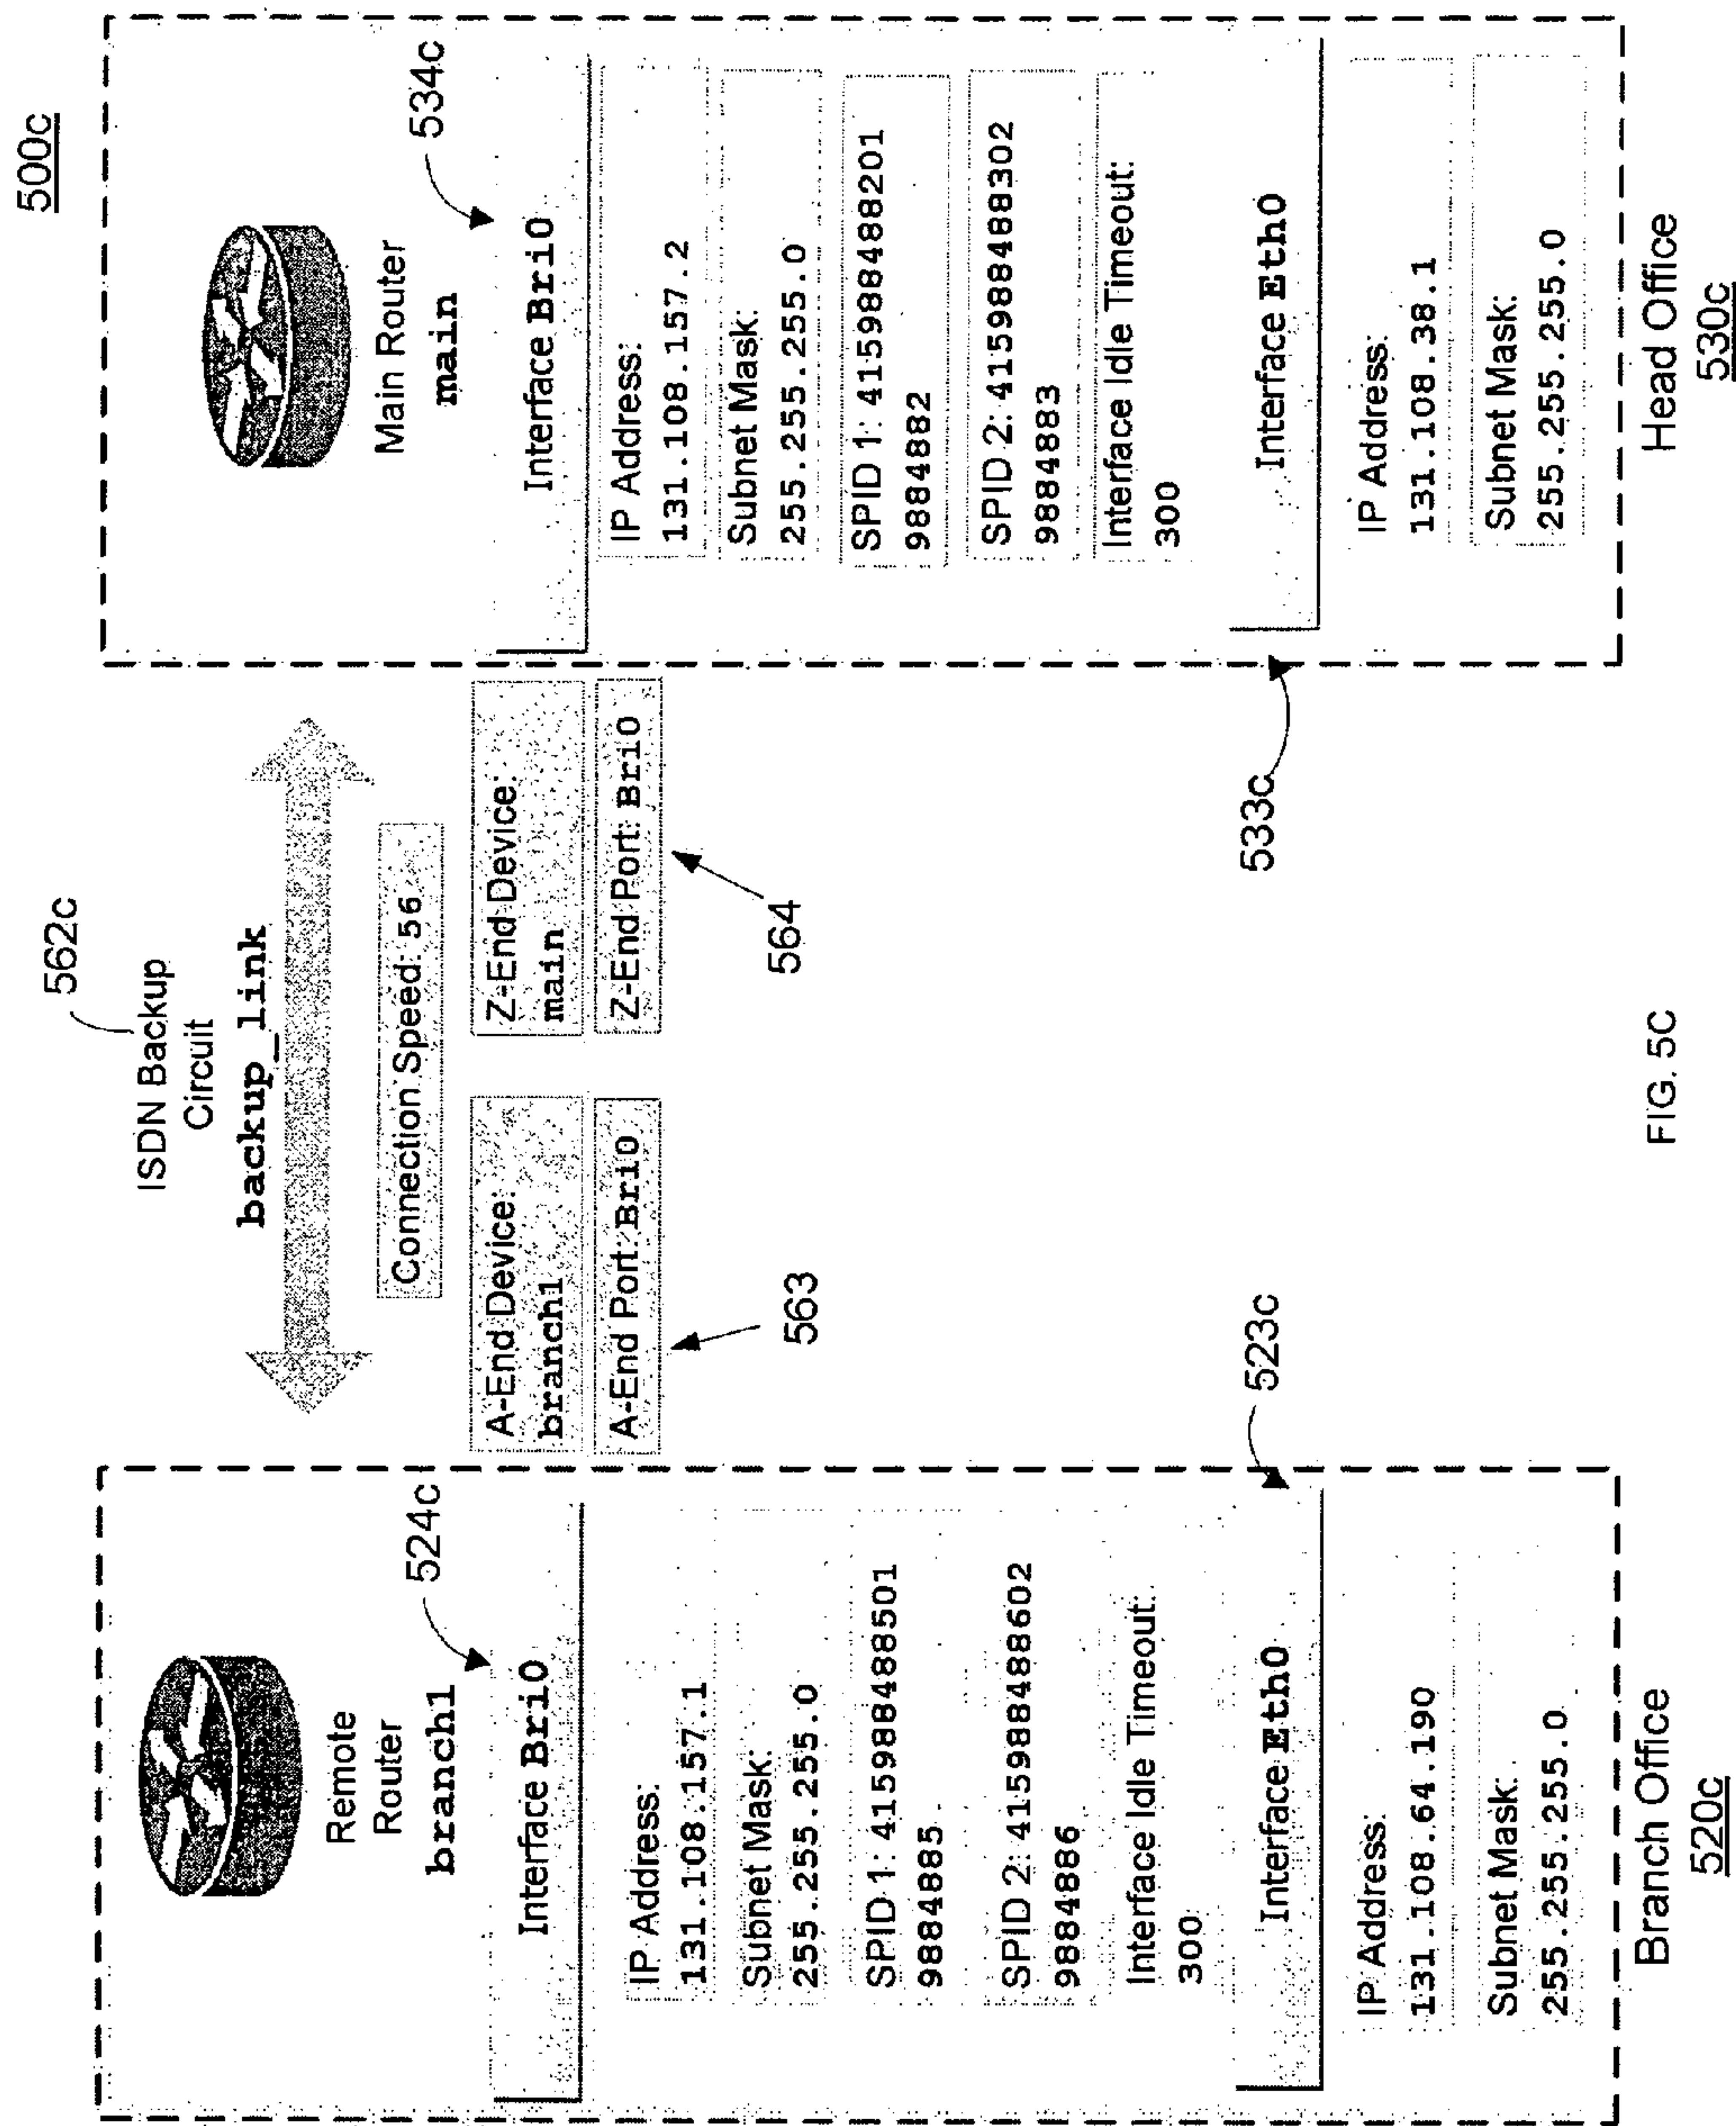 500c
562c
ISDN Backup
Circuit
backup_link
Connection Speed: 56
A-End Device:
branch1
A-End Port: Bri0
563
Z-End Device:
main
Z-End Port: Bri0
564
Remote
Router
branch1
524c
Interface Bri0
IP Address:
131.108.157.1
Subnet Mask:
255.255.255.0
SPID 1: 415988488501
9884885
SPID 2: 415988488602
9884886
Interface Idle Timeout:
300
523c
Interface Eth0
IP Address:
131.108.64.190
Subnet Mask:
255.255.255.0
Branch Office
520c
Main Router
main
534c
Interface Bri0
IP Address:
131.108.157.2
Subnet Mask:
255.255.255.0
SPID 1: 415988488201
9884882
SPID 2: 415988488302
9884883
Interface Idle Timeout:
300
533c
Interface Eth0
IP Address:
131.108.38.1
Subnet Mask:
255.255.255.0
Head Office
530c
FIG. 5C